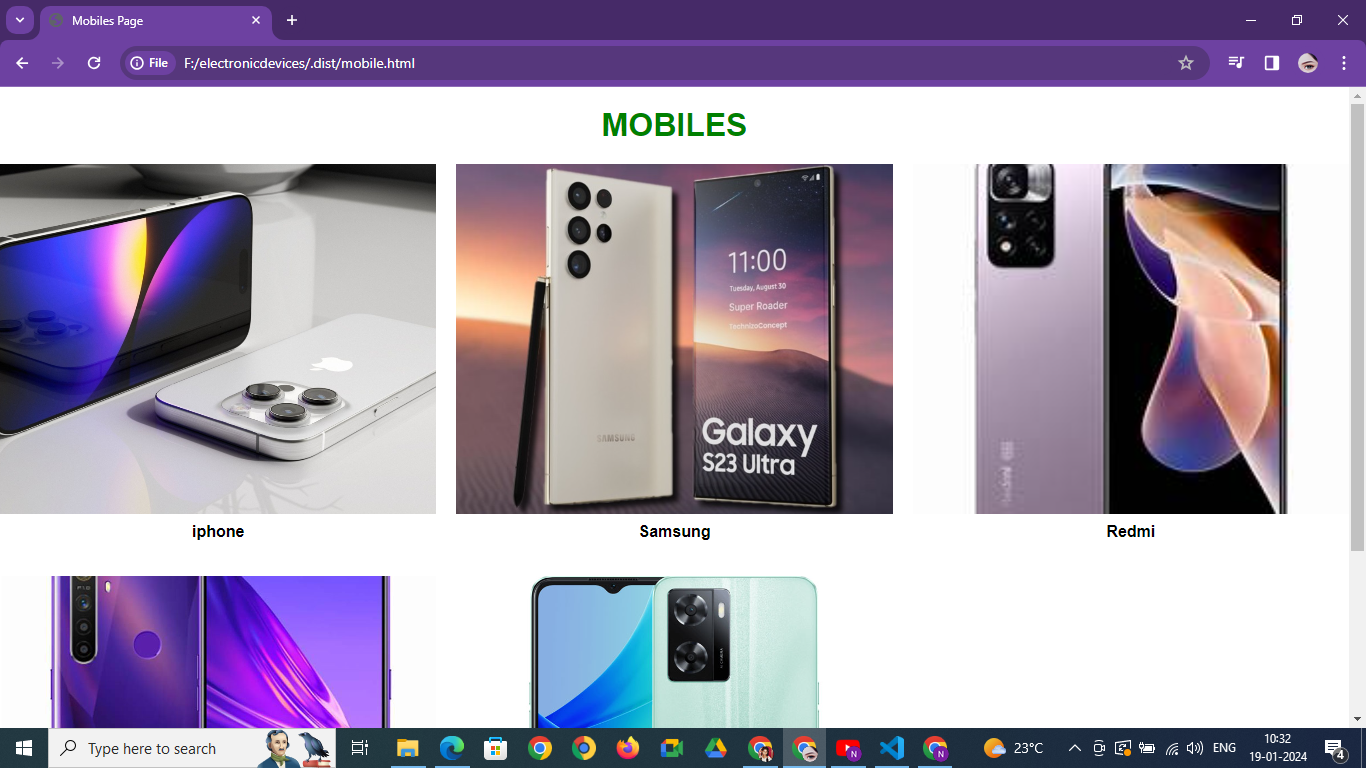 Mobiles Page
File
F:/electronicdevices/.dist/mobile.html
MOBILES
11:00
Tuesday, August 30
Super Roader
TechnizoConcept
SAMSUNG
Galaxy
S23 Ultra
iphone
Samsung
Redmi
Type here to search
N
N
23°C
ENG
10:32
19-01-2024
4